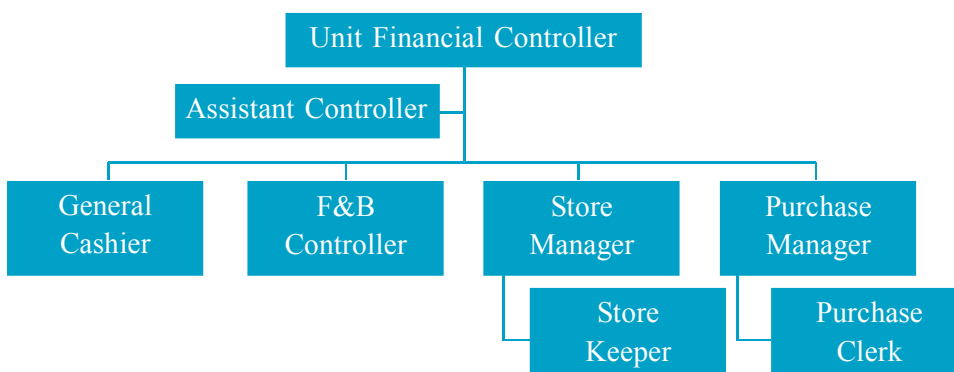 Unit Financial Controller
Assistant Controller
General
Cashier
F&B
Controller
Store
Manager
Purchase
Manager
Store
Keeper
Purchase
Clerk